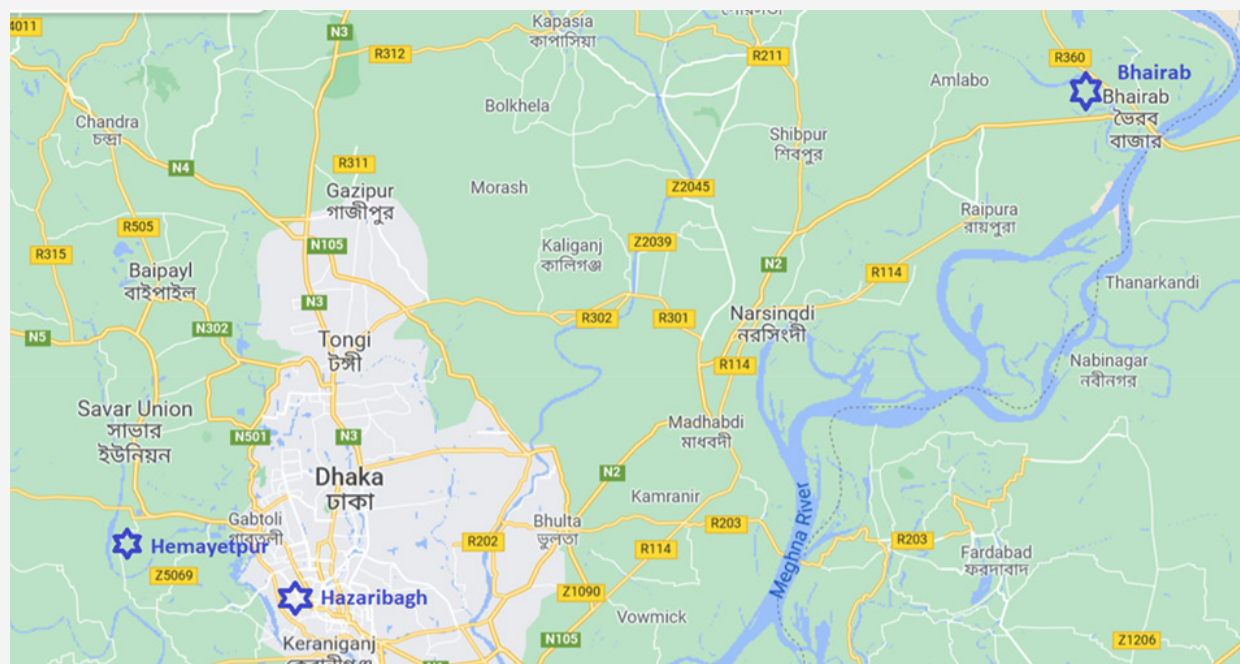 4011
N3
Kapasia
কাপাসিয়া
R312
R211
R360
Bhairab
Amlabo
Bhairab
ভৈরব
বাজার
Bolkhela
Chandra
চন্দ্রা
Shibpur
শিবপুর
N4
R311
Gazipur
গাজীপুর
Morash
Z2045
Raipura
রায়পুরা
R505
R315
N105
Kaliganj
কালিগঞ্জ
Z2039
N2
R114
Baipayl
বাইপাইল
Thanarkandi
N3
N302
N5
R302
R301
Narsingdi
নরসিংদী
Tongi
টঙ্গী
R114
Nabinagar
নবীনগর
Savar Union
সাভার
ইউনিয়ন
Madhabdi
মাধবদী
N501
N3
Dhaka
ঢাকা
N2
Kamranir
Gabtoli
গাবতলী
Bhulta
ভুলতা
R203
Meghna River
R203
Hemayetpur
R202
R114
Fardabad
ফরদাবাদ
Z5069
Hazaribagh
Z1090
Vowmick
Keraniganj
N105
Z1206